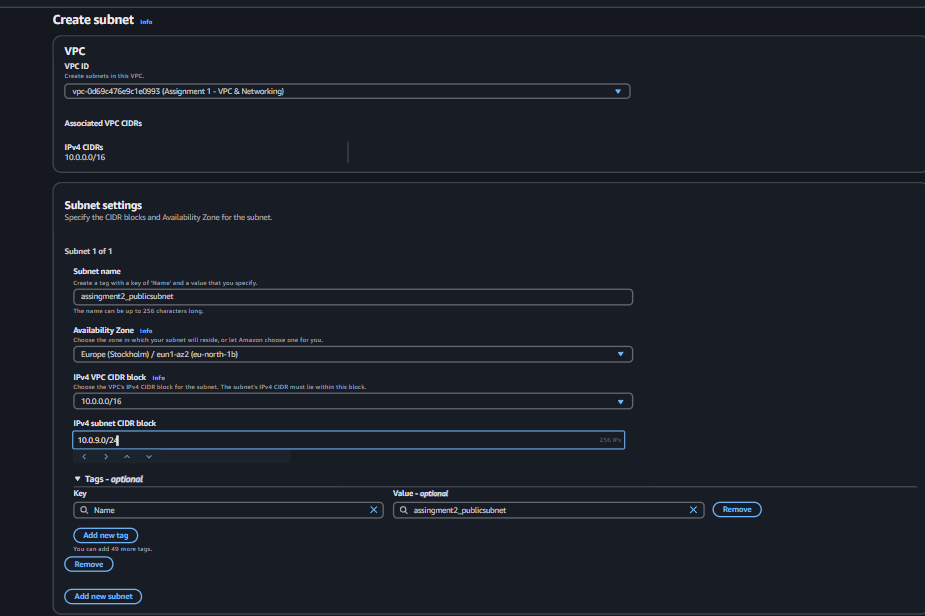 Create subnet Info
VPC
VPC ID
Create subnets in this VPC.
vpc-0d69c476e9c1e0993 (Assignment 1 - VPC & Networking)
Associated VPC CIDRs
IPv4 CIDRs
10.0.0.0/16
Subnet settings
Specify the CIDR blocks and Availability Zone for the subnet.
Subnet 1 of 1
Subnet name
Create a tag with a key of 'Name' and a value that you specify.
assingment2_publicsubnet
The name can be up to 256 characters long.
Availability Zone Info
Choose the zone in which your subnet will reside, or let Amazon choose one for you.
Europe (Stockholm) / eun1-az2 (eu-north-1b)
IPv4 VPC CIDR block Info
Choose the VPC's IPv4 CIDR block for the subnet. The subnet's IPv4 CIDR must lie within this block.
10.0.0.0/16
IPv4 subnet CIDR block
10.0.9.0/24 256 IPs
Tags - optional
Key Value - optional
Name assingment2_publicsubnet Remove
Add new tag
You can add 49 more tags.
Remove
Add new subnet